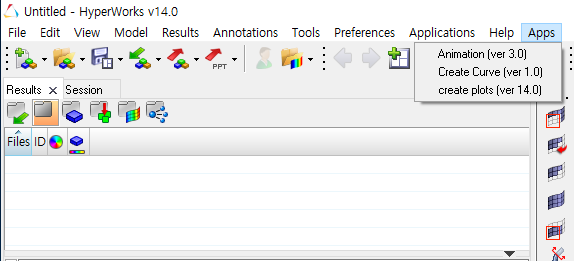 Untitled - HyperWorks v14.0
File Edit View Model Results Annotations Tools Preferences Applications Help Apps
PPT
Animation (ver 3.0)
Create Curve (ver 1.0)
create plots (ver 14.0)
Results Session
Files ID